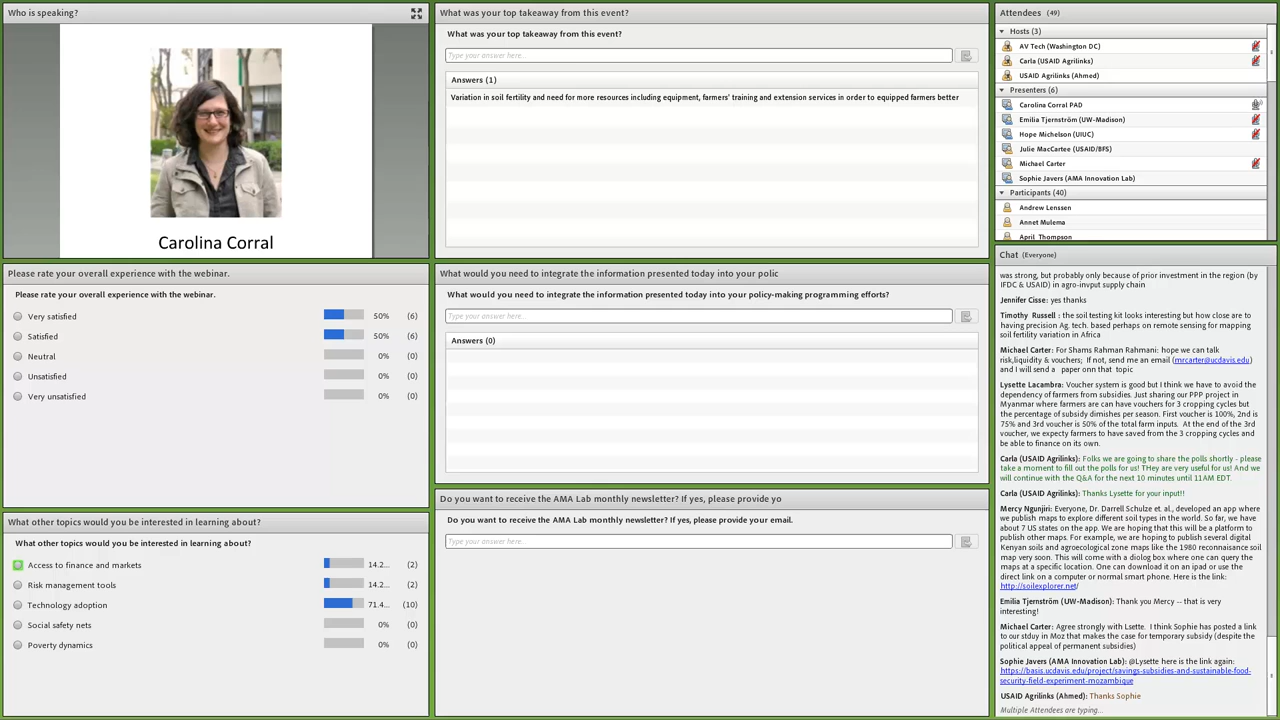 Who is speaking?
Carolina Corral
Please rate your overall experience with the webinar.
Please rate your overall experience with the webinar.
Very satisfied 50% (6)
Satisfied 50% (6)
Neutral 0% (0)
Unsatisfied 0% (0)
Very unsatisfied 0% (0)
What other topics would you be interested in learning about?
What other topics would you be interested in learning about?
Access to finance and markets 14.2... (2)
Risk management tools 14.2... (2)
Technology adoption 71.4... (10)
Social safety nets 0% (0)
Poverty dynamics 0% (0)
What was your top takeaway from this event?
What was your top takeaway from this event?
Type your answer here...
Answers (1)
Variation in soil fertility and need for more resources including equipment, farmers' training and extension services in order to equipped farmers better
What would you need to integrate the information presented today into your polic
What would you need to integrate the information presented today into your policy-making programming efforts?
Type your answer here...
Answers (0)
Do you want to receive the AMA Lab monthly newsletter? If yes, please provide yo
Do you want to receive the AMA Lab monthly newsletter? If yes, please provide your email.
Type your answer here...
Attendees (49)
Hosts (3)
AV Tech (Washington DC)
Carla (USAID Agrilinks)
USAID Agrilinks (Ahmed)
Presenters (6)
Carolina Corral PAD
Emilia Tjernström (UW-Madison)
Hope Michelson (UIUC)
Julie MacCartee (USAID/BFS)
Michael Carter
Sophie Javers (AMA Innovation Lab)
Participants (40)
Andrew Lenssen
Annet Mulema
April Thompson
Chat (Everyone)
was strong, but probably only because of prior investment in the region (by
IFDC & USAID) in agro-invput supply chain
Jennifer Cisse: yes thanks
Timothy Russell : the soil testing kit looks interesting but how close are to
having precision Ag. tech. based perhaps on remote sensing for mapping
soil fertility variation in Africa
Michael Carter: For Shams Rahman Rahmani: hope we can talk
risk,liquidity & vouchers; If not, send me an email (mrcarter@ucdavis.edu)
and I will send a paper onn that topic
Lysette Lacambra: Voucher system is good but I think we have to avoid the
dependency of farmers from subsidies. Just sharing our PPP project in
Myanmar where farmers are can have vouchers for 3 cropping cycles but
the percentage of subsidy dimishes per season. First voucher is 100%, 2nd is
75% and 3rd voucher is 50% of the total farm inputs. At the end of the 3rd
voucher, we expecty farmers to have saved from the 3 cropping cycles and
be able to finance on its own.
Carla (USAID Agrilinks): Folks we are going to share the polls shortly - please
take a moment to fill out the polls for us! THey are very useful for us! And we
will continue with the Q&A for the next 10 minutes until 11AM EDT.
Carla (USAID Agrilinks): Thanks Lysette for your input!!
Mercy Ngunjiri: Everyone, Dr. Darrell Schulze et. al., developed an app where
we publish maps to explore different soil types in the world. So far, we have
about 7 US states on the app. We are hoping that this will be a platform to
publish other maps. For example, we are hoping to publish several digital
Kenyan soils and agroecological zone maps like the 1980 reconnaisance soil
map very soon. This will come with a diolog box where one can query the
maps at a specific location. One can download it on an ipad or use the
direct link on a computer or normal smart phone. Here is the link:
http://soilexplorer.net/
Emilia Tjernström (UW-Madison): Thank you Mercy -- that is very
interesting!
Michael Carter: Agree strongly with Lsette. I think Sophie has posted a link
to our stduy in Moz that makes the case for temporary subsidy (despite the
political appeal of permanent subsidies)
Sophie Javers (AMA Innovation Lab): @Lysette here is the link again:
https://basis.ucdavis.edu/project/savings-subsidies-and-sustainable-food-
security-field-experiment-mozambique
USAID Agrilinks (Ahmed): Thanks Sophie
Multiple Attendees are typing...